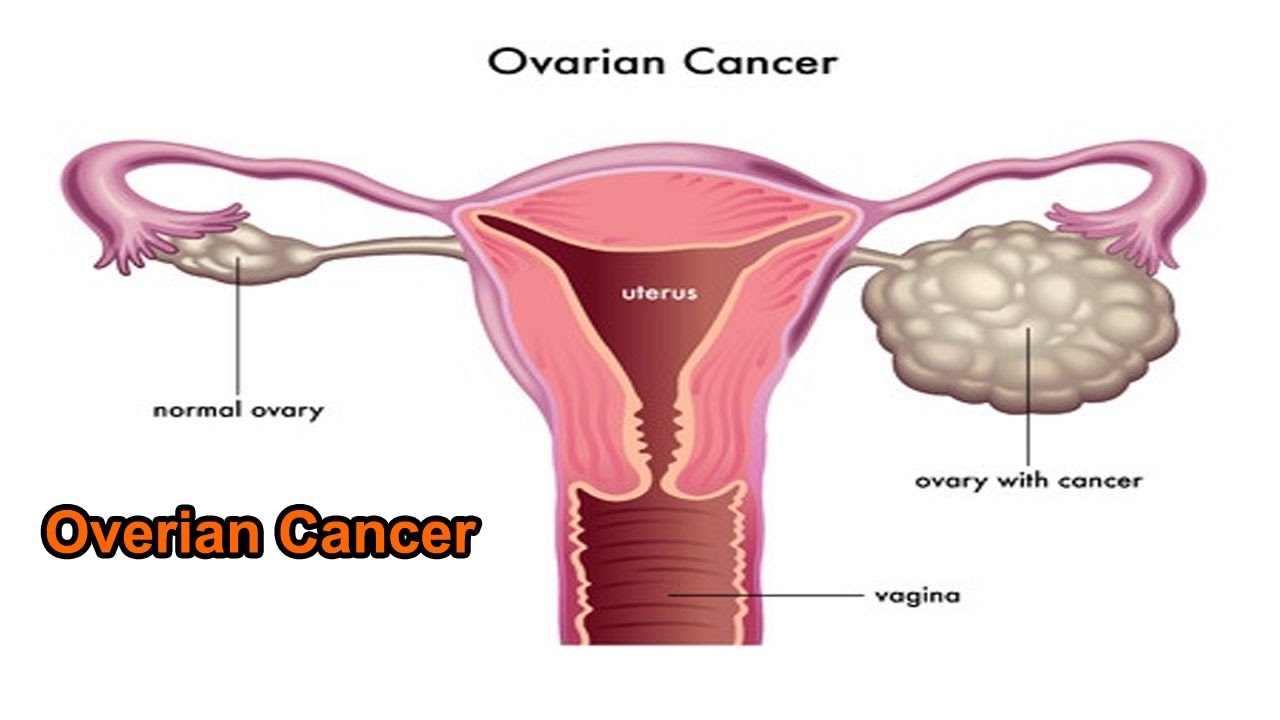 Ovarian Cancer
uterus
normal ovary
ovary with cancer
Overian Cancer
vagina